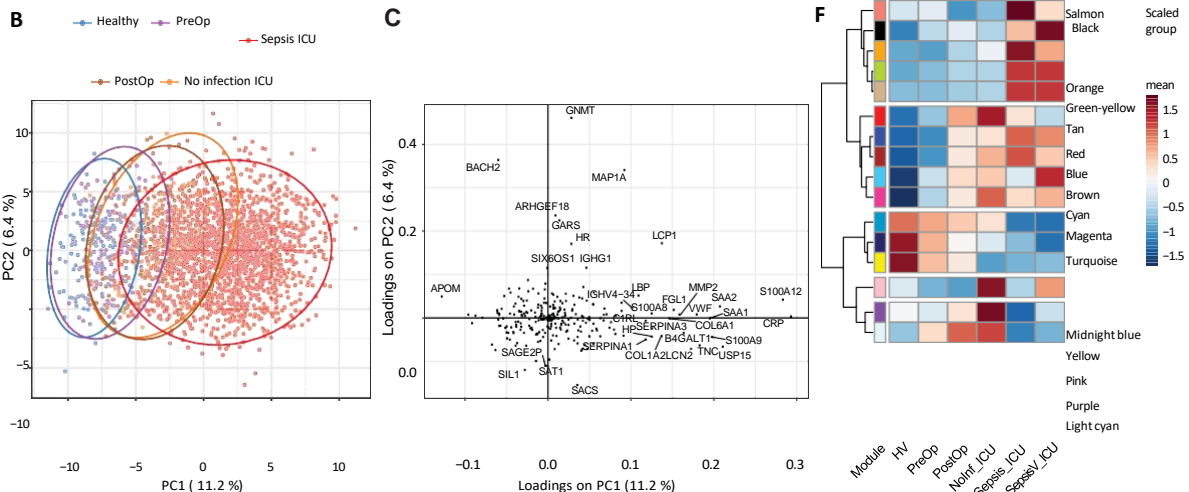 B
Healthy
PreOp
Sepsis ICU
PostOp
No infection ICU
PC2 ( 6.4 %)
10
5
0
−5
−10
−10
−5
0
5
10
PC1 ( 11.2 %)
C
Loadings on PC2 ( 6.4 %)
0.4
0.2
0.0
GNMT
BACH2
MAP1A
ARHGEF18
GARS
HR
LCP1
SIX6OS1
IGHG1
APOM
IGHV4−34
LBP
S100A8
FGL1
MMP2
VWF
SAA2
SAA1
S100A12
CRP
C1RL
HP
SERPINA3
COL6A1
SERPINA1
B4GALT1
S100A9
COL1A2
LCN2
TNC
USP15
SAGE2P
SIL1
SAT1
SACS
−0.1
0.0
0.1
0.2
0.3
Loadings on PC1 (11.2 %)
F
Salmon
Black
Orange
Green-yellow
Tan
Red
Blue
Brown
Cyan
Magenta
Turquoise
Midnight blue
Yellow
Pink
Purple
Light cyan
Scaled
group
mean
1.5
1
0.5
0
−0.5
−1
−1.5
Module
HV
PreOp
PostOp
NoInf_ICU
Sepsis_ICU
SepsisV_ICU